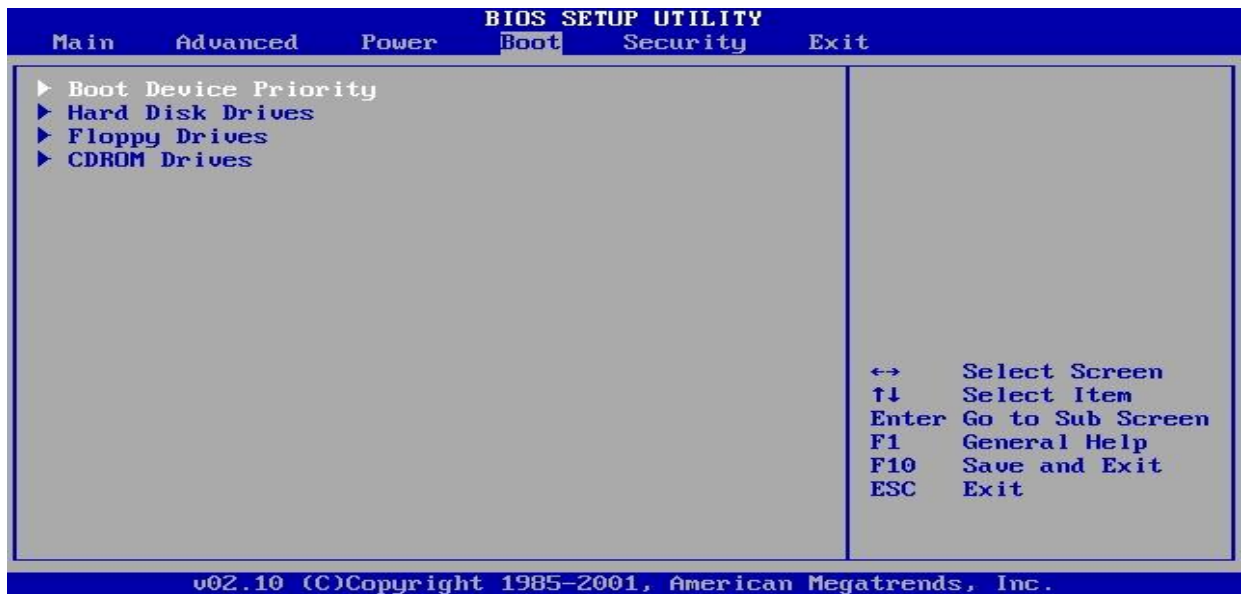 BIOS SETUP UTILITY
Main Advanced Power Boot Security Exit
▶ Boot Device Priority
▶ Hard Disk Drives
▶ Floppy Drives
▶ CDROM Drives
←→ Select Screen
↑↓ Select Item
Enter Go to Sub Screen
F1 General Help
F10 Save and Exit
ESC Exit
v02.10 (C)Copyright 1985-2001, American Megatrends, Inc.